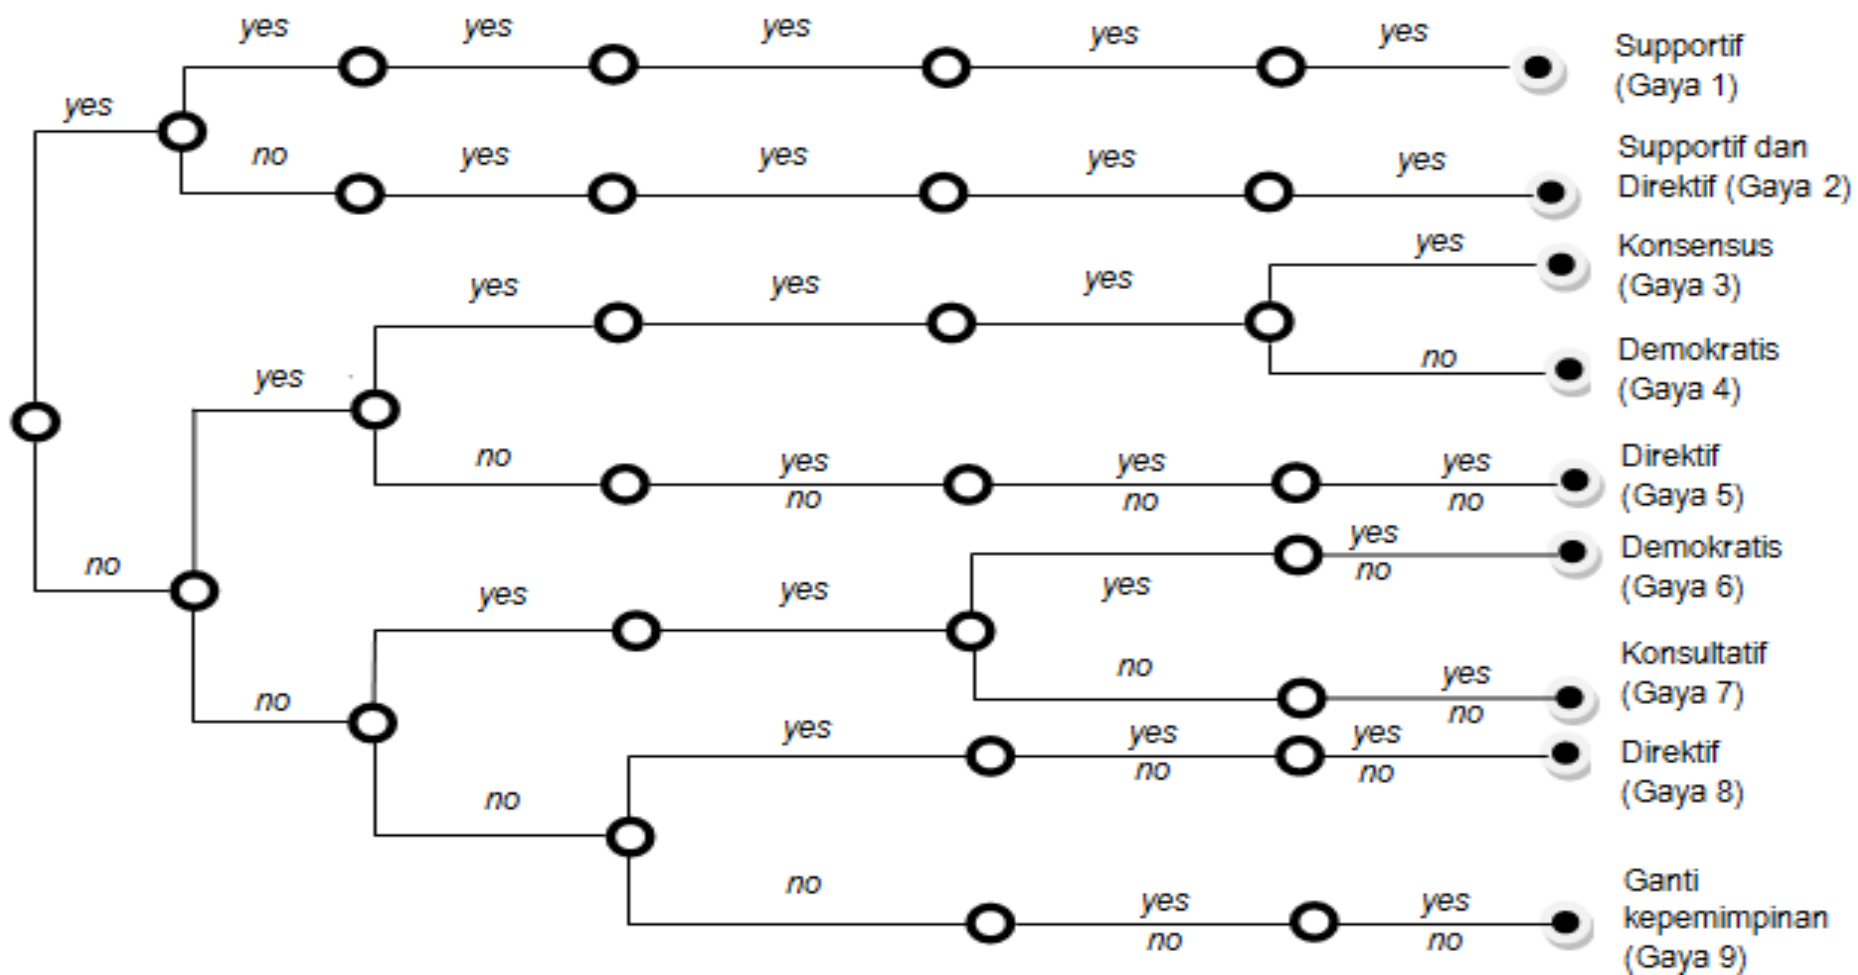 yes yes yes yes yes Supportif
(Gaya 1)
yes
no yes yes yes yes Supportif dan
Direktif (Gaya 2)
yes yes yes yes Konsensus
(Gaya 3)
yes no Demokratis
(Gaya 4)
no yes yes yes Direktif
no no no (Gaya 5)
no yes yes yes yes Demokratis
no (Gaya 6)
no yes Konsultatif
no no (Gaya 7)
yes yes yes Direktif
no no (Gaya 8)
no
no yes yes Ganti
no no kepemimpinan
(Gaya 9)